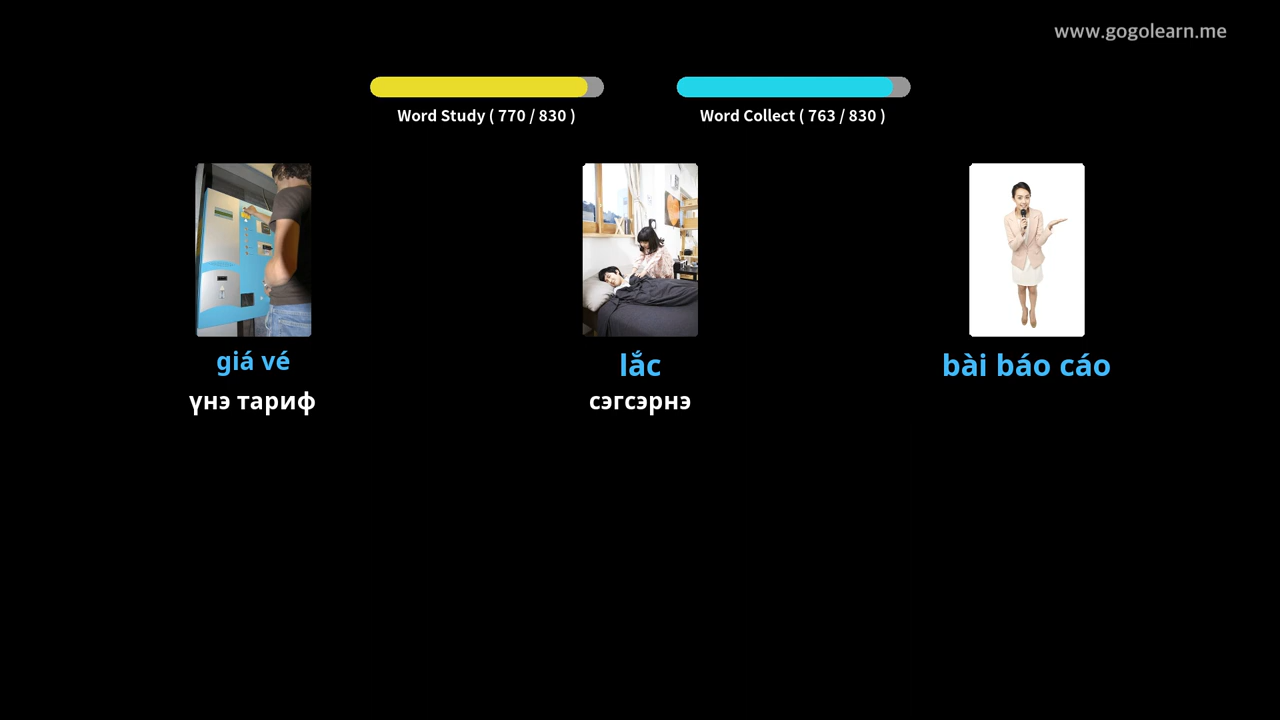 www.gogolearn.me
Word Study ( 770 / 830 )
Word Collect ( 763 / 830 )
giá vé
үнэ тариф
lắc
сэгсэрнэ
bài báo cáo